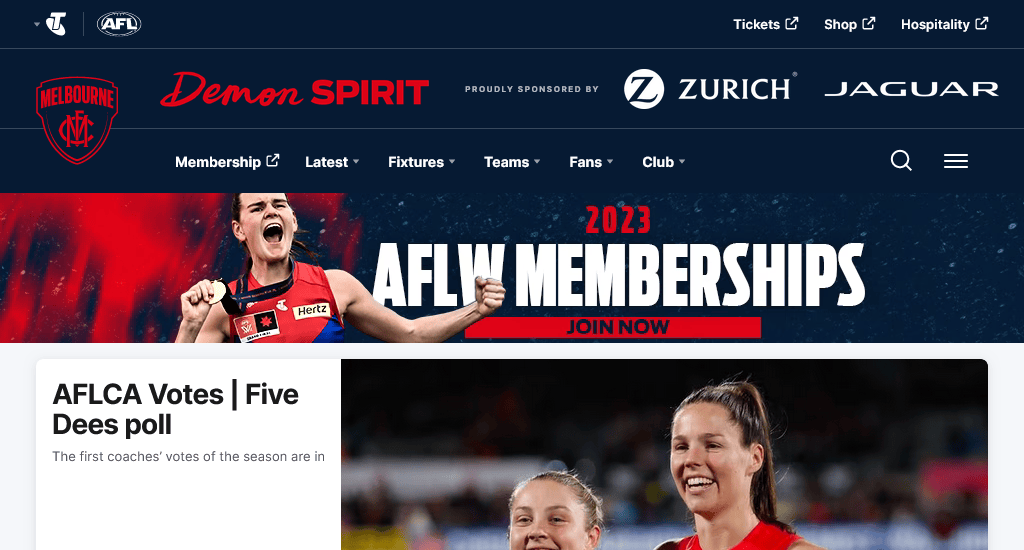 AFL
Tickets
Shop
Hospitality
MELBOURNE
Demon SPIRIT
PROUDLY SPONSORED BY
Z ZURICH
JAGUAR
Membership
Latest
Fixtures
Teams
Fans
Club
2023
AFLW MEMBERSHIPS
JOIN NOW
Hertz
AFLCA Votes | Five
Dees poll
The first coaches’ votes of the season are in